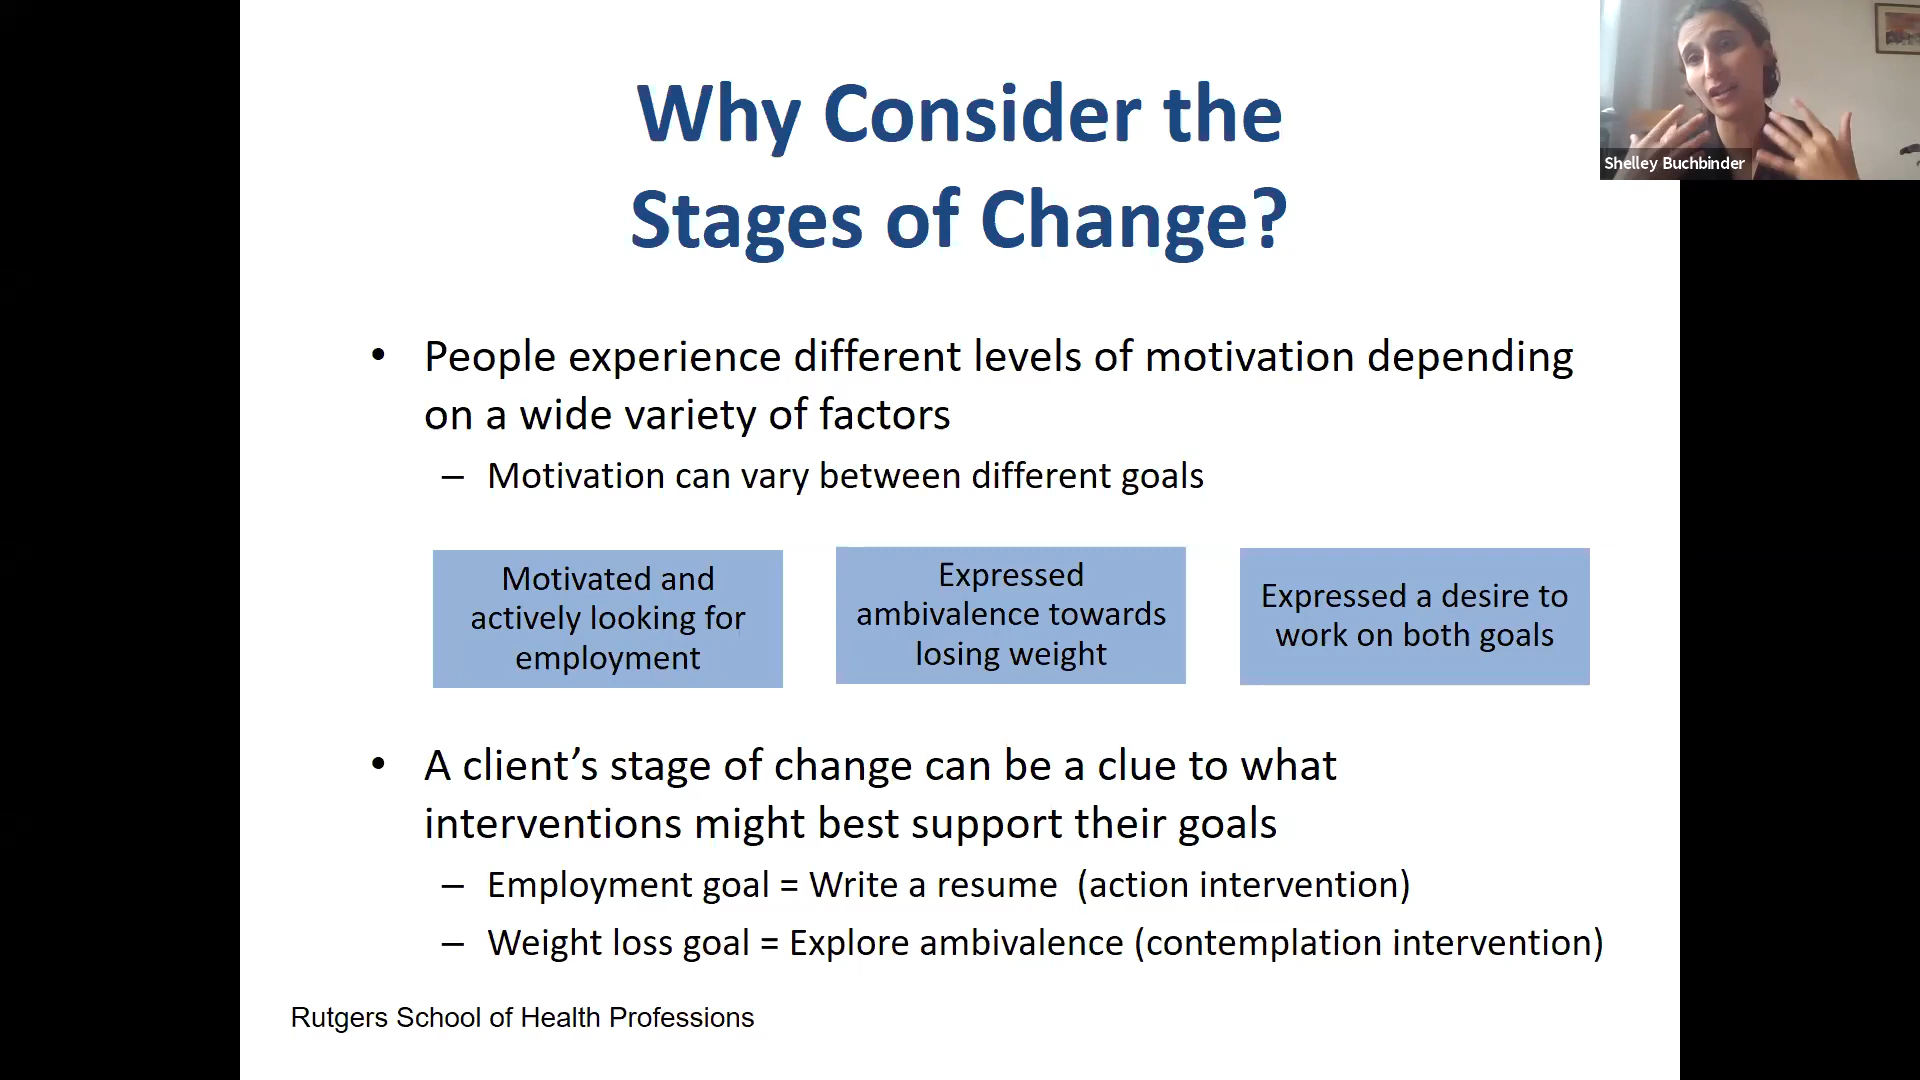 Why Consider the
Stages of Change?
Shelley Buchbinder
• People experience different levels of motivation depending
on a wide variety of factors
– Motivation can vary between different goals
Motivated and
actively looking for
employment
Expressed
ambivalence towards
losing weight
Expressed a desire to
work on both goals
• A client’s stage of change can be a clue to what
interventions might best support their goals
– Employment goal = Write a resume (action intervention)
– Weight loss goal = Explore ambivalence (contemplation intervention)
Rutgers School of Health Professions